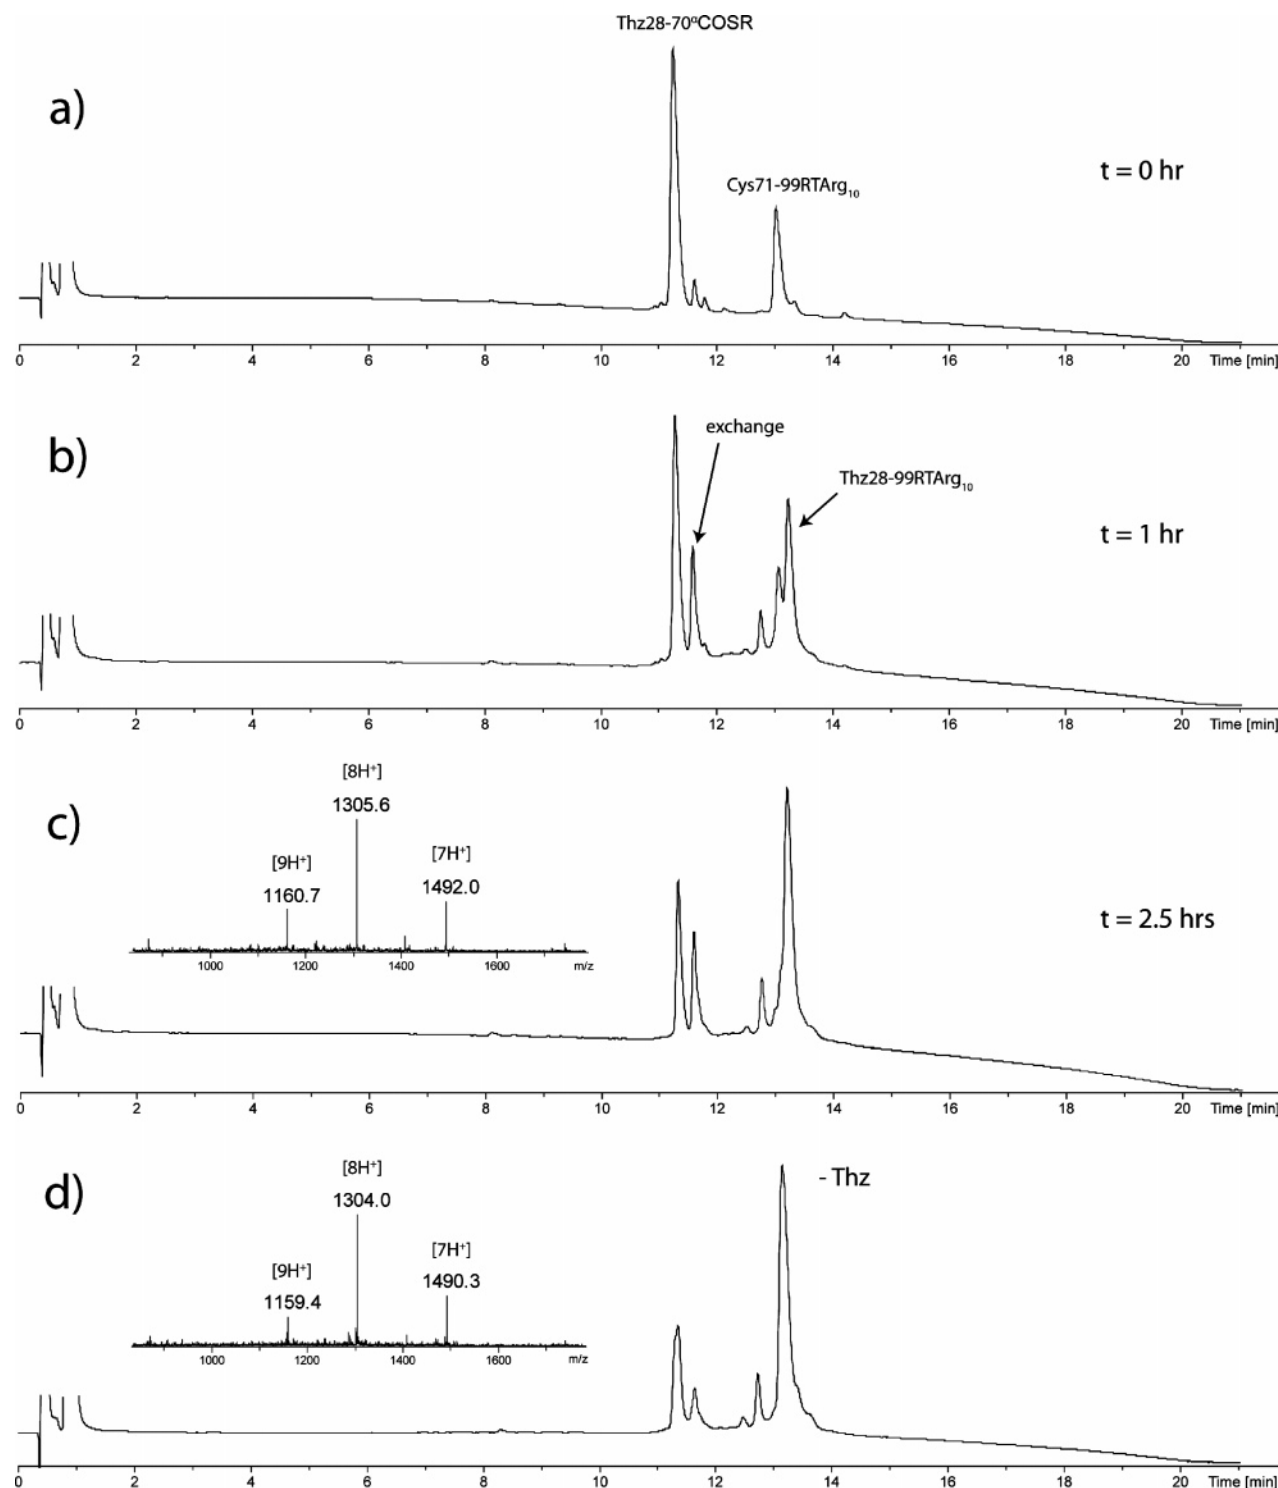 Thz28-70αCOSR
a)
t = 0 hr
Cys71-99RTArg10
0 2 4 6 8 10 12 14 16 18 20 Time [min]
b)
exchange
Thz28-99RTArg10
t = 1 hr
0 2 4 6 8 10 12 14 16 18 20 Time [min]
[8H+]
1305.6
c)
[9H+]
1160.7
[7H+]
1492.0
t = 2.5 hrs
1000 1200 1400 1600 m/z
0 2 4 6 8 10 12 14 16 18 20 Time [min]
[8H+]
1304.0
- Thz
d)
[9H+]
1159.4
[7H+]
1490.3
1000 1200 1400 1600 m/z
0 2 4 6 8 10 12 14 16 18 20 Time [min]